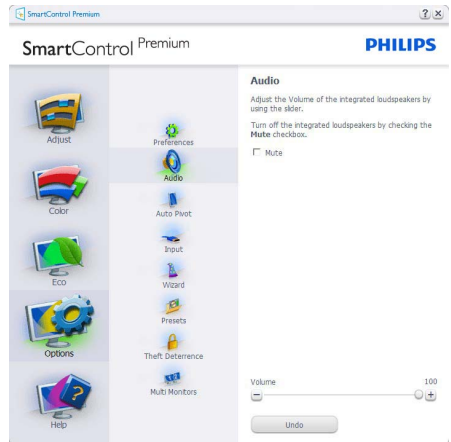 SmartControl Premium
SmartControl Premium
PHILIPS
Adjust
Color
Eco
Options
Help
Preferences
Audio
Auto Pivot
Input
Wizard
Presets
Theft Deterrence
Multi Monitors
Audio
Adjust the Volume of the integrated loudspeakers by
using the slider.
Turn off the integrated loudspeakers by checking the
Mute checkbox.
Mute
Volume 100
Undo